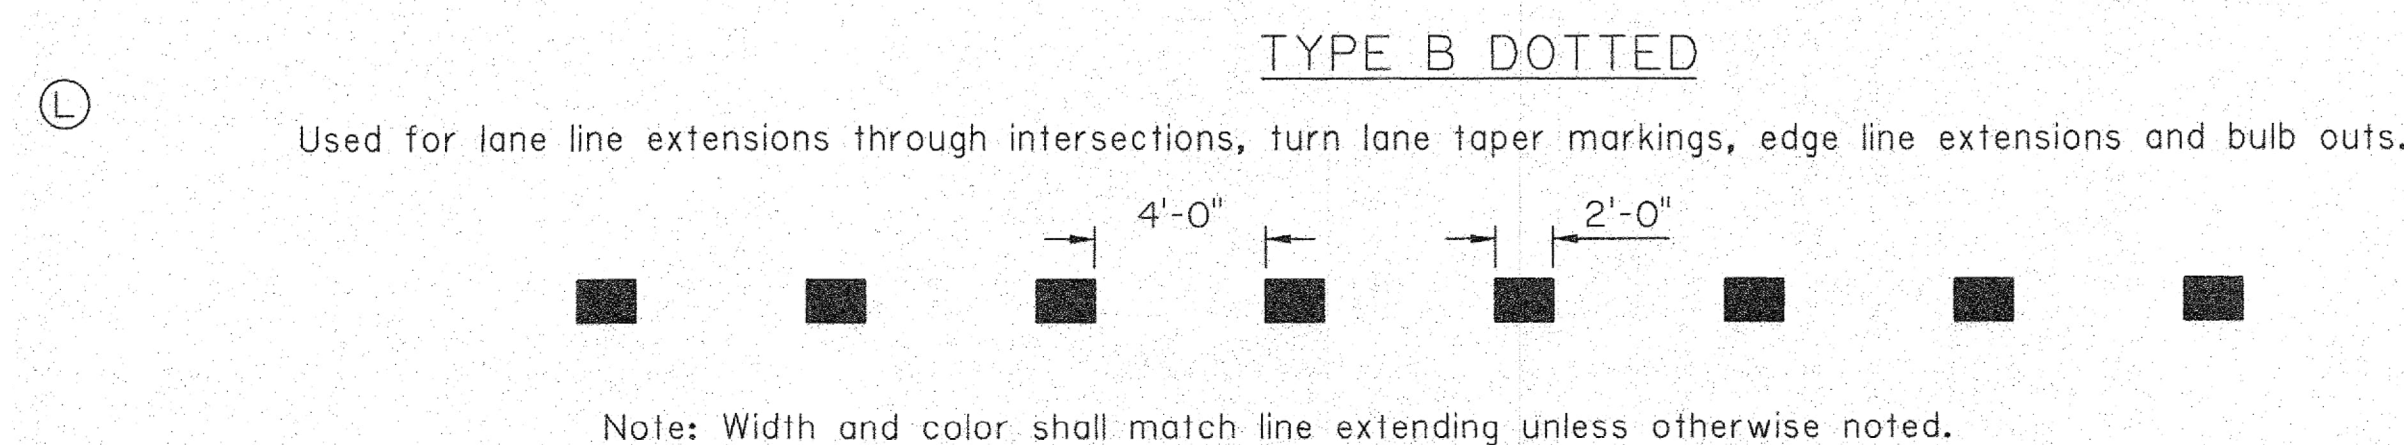 TYPE B DOTTED
L
Used for lane line extensions through intersections, turn lane taper markings, edge line extensions and bulb outs.
4'-0" 2'-0"
Note: Width and color shall match line extending unless otherwise noted.